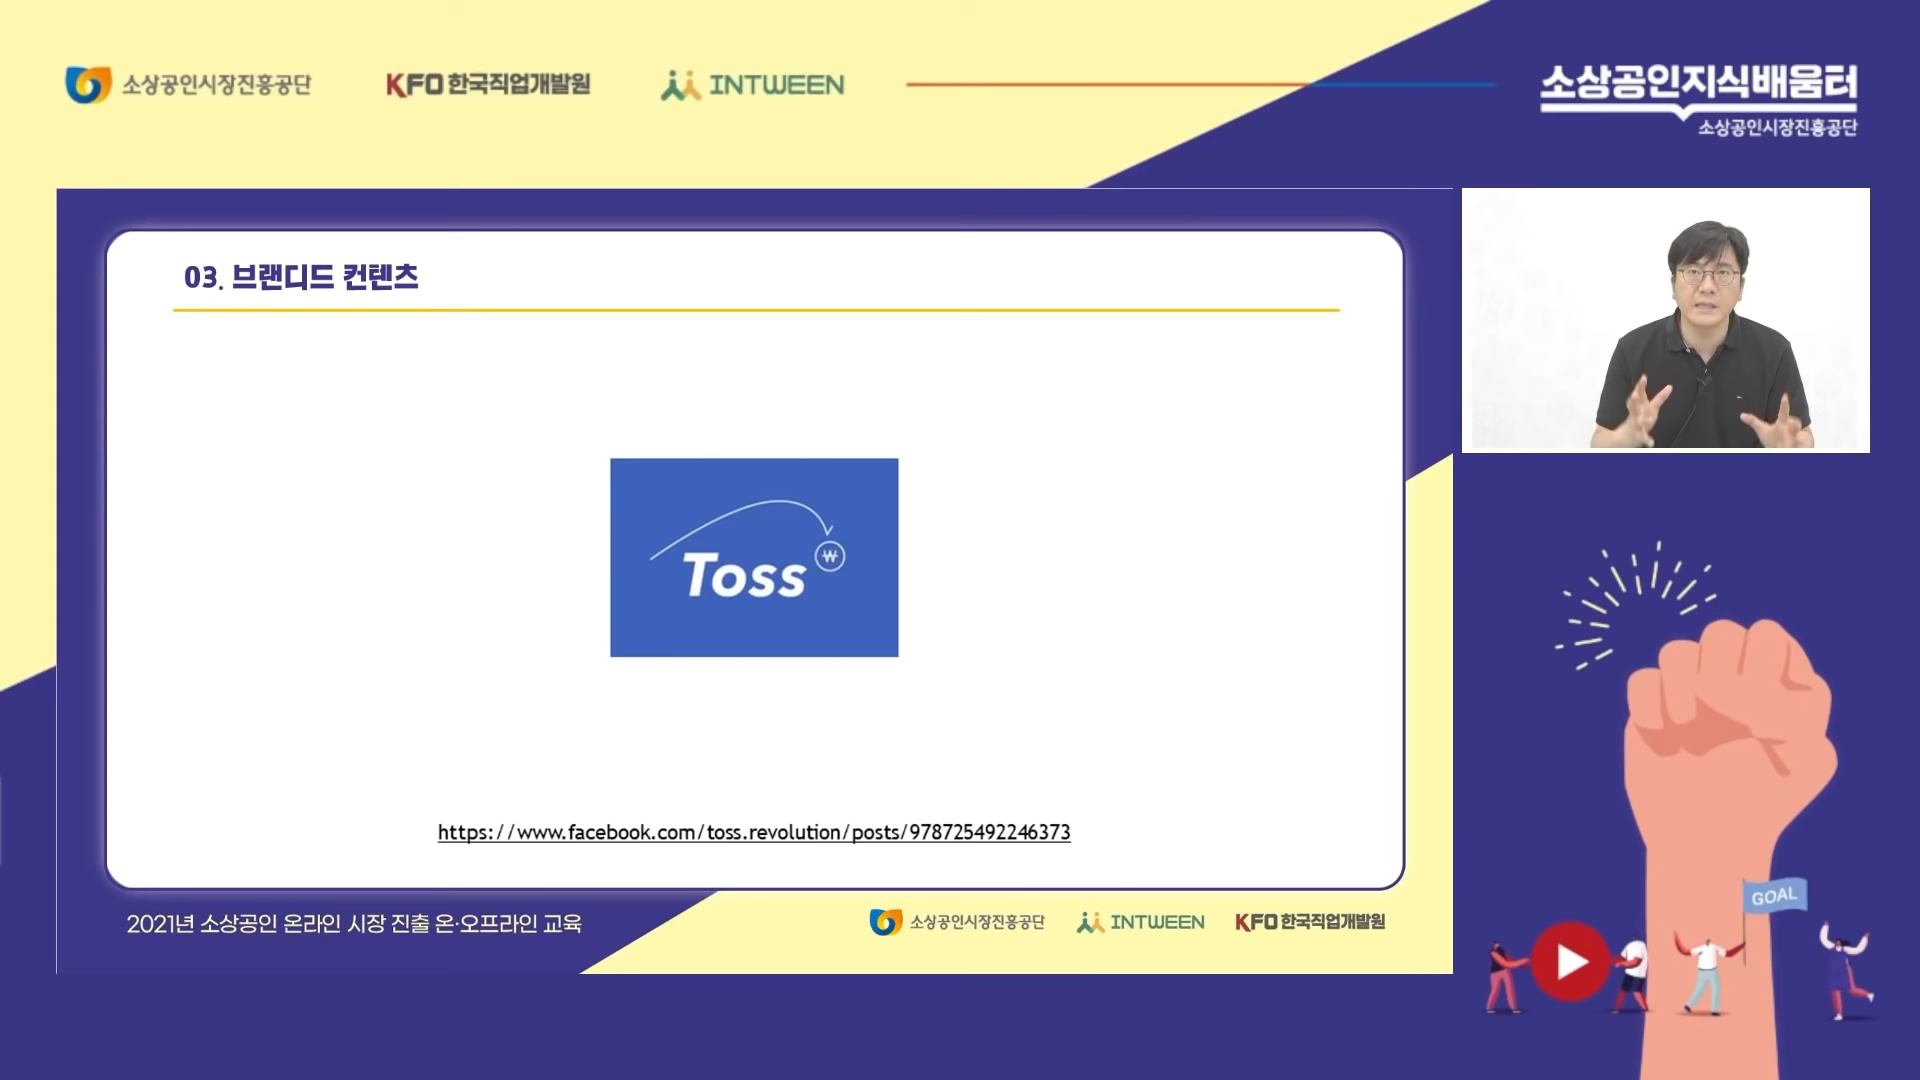 소상공인시장진흥공단
KFO 한국직업개발원
INTWEEN
소상공인지식배움터
소상공인시장진흥공단
03. 브랜디드 컨텐츠
Toss ₩
https://www.facebook.com/toss.revolution/posts/978725492246373
GOAL
2021년 소상공인 온라인 시장 진출 온·오프라인 교육
소상공인시장진흥공단
INTWEEN
KFO 한국직업개발원